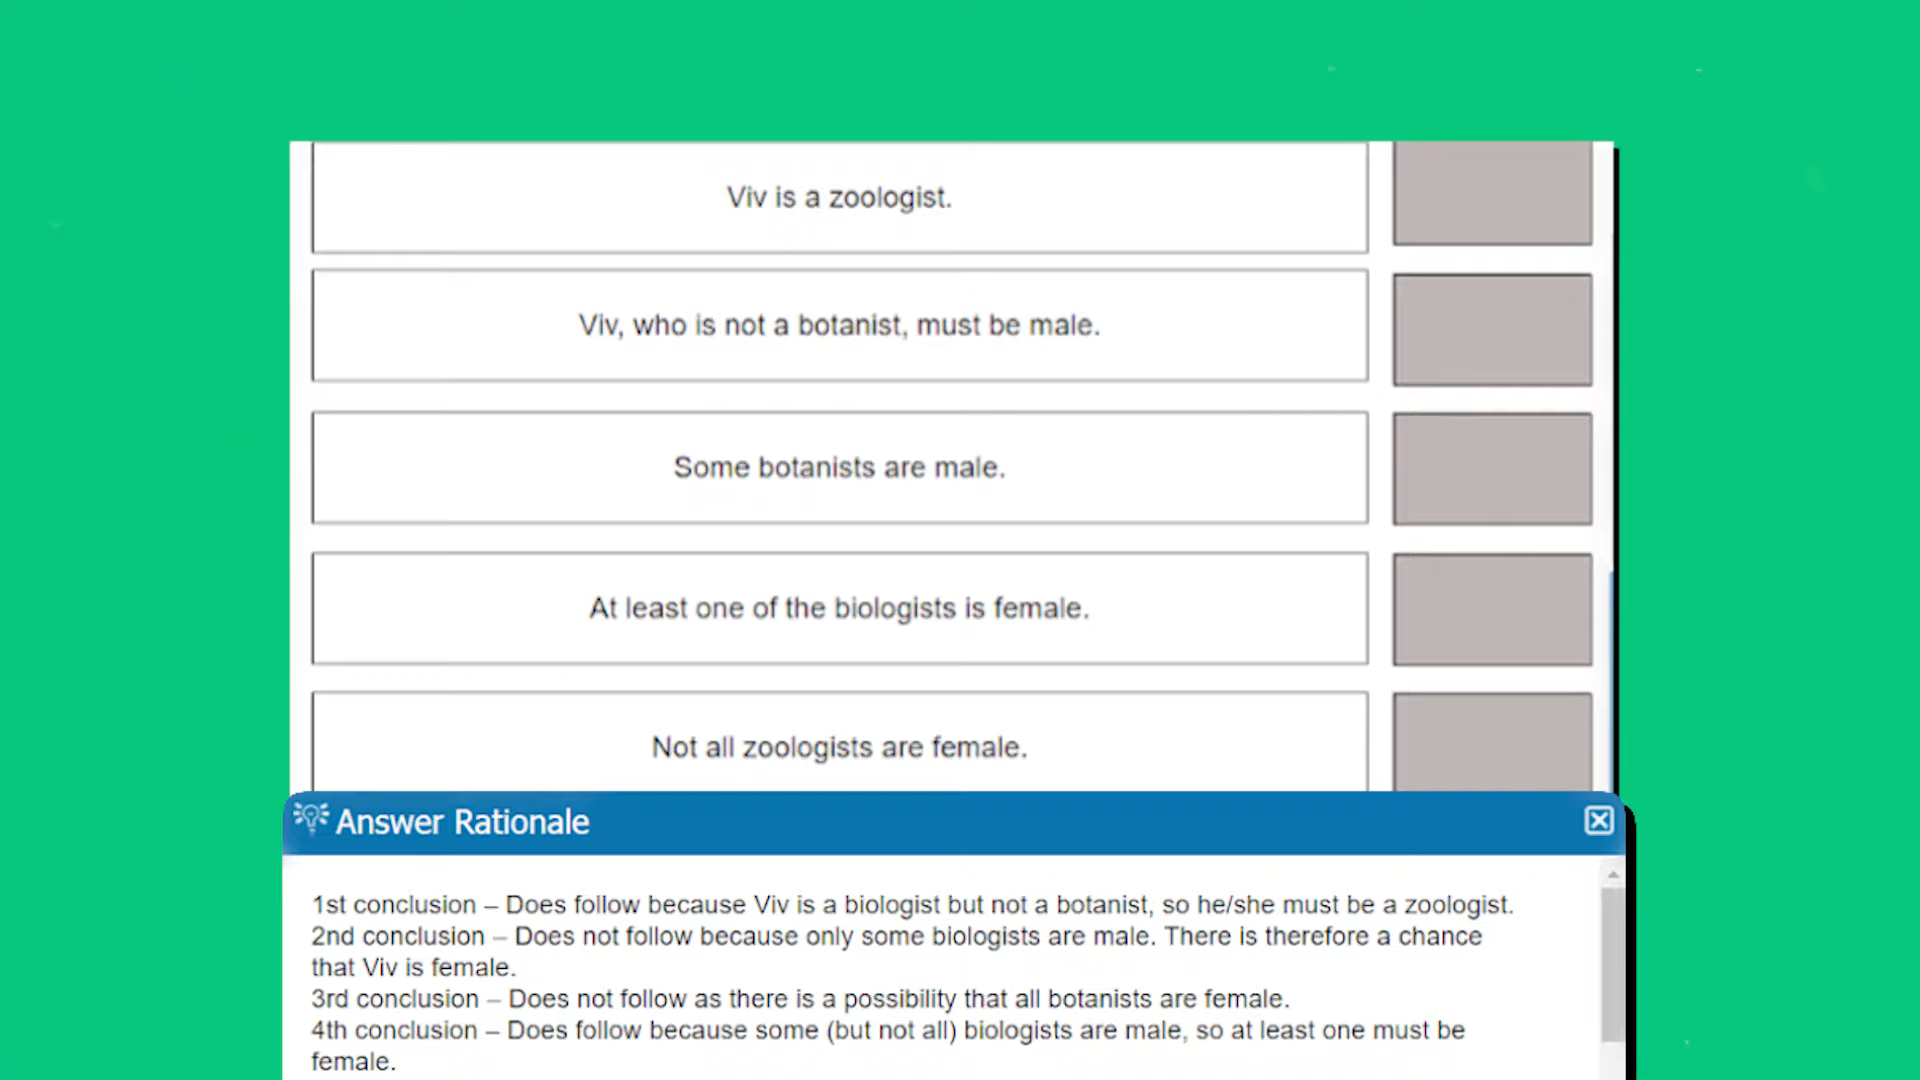 Viv is a zoologist.
Viv, who is not a botanist, must be male.
Some botanists are male.
At least one of the biologists is female.
Not all zoologists are female.
Answer Rationale
1st conclusion – Does follow because Viv is a biologist but not a botanist, so he/she must be a zoologist.
2nd conclusion – Does not follow because only some biologists are male. There is therefore a chance
that Viv is female.
3rd conclusion – Does not follow as there is a possibility that all botanists are female.
4th conclusion – Does follow because some (but not all) biologists are male, so at least one must be
female.